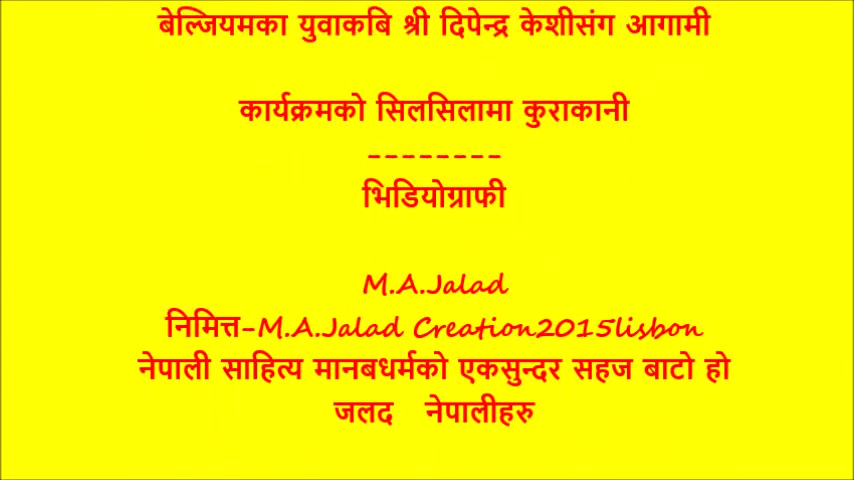 बेल्जियमका युवाकबि श्री दिपेन्द्र केशीसंग आगामी
कार्यक्रमको सिलसिलामा कुराकानी
--------
भिडियोग्राफी
M.A.Jalad
निमित्त-M.A.Jalad Creation2015lisbon
नेपाली साहित्य मानबधर्मको एकसुन्दर सहज बाटो हो
जलद नेपालीहरु